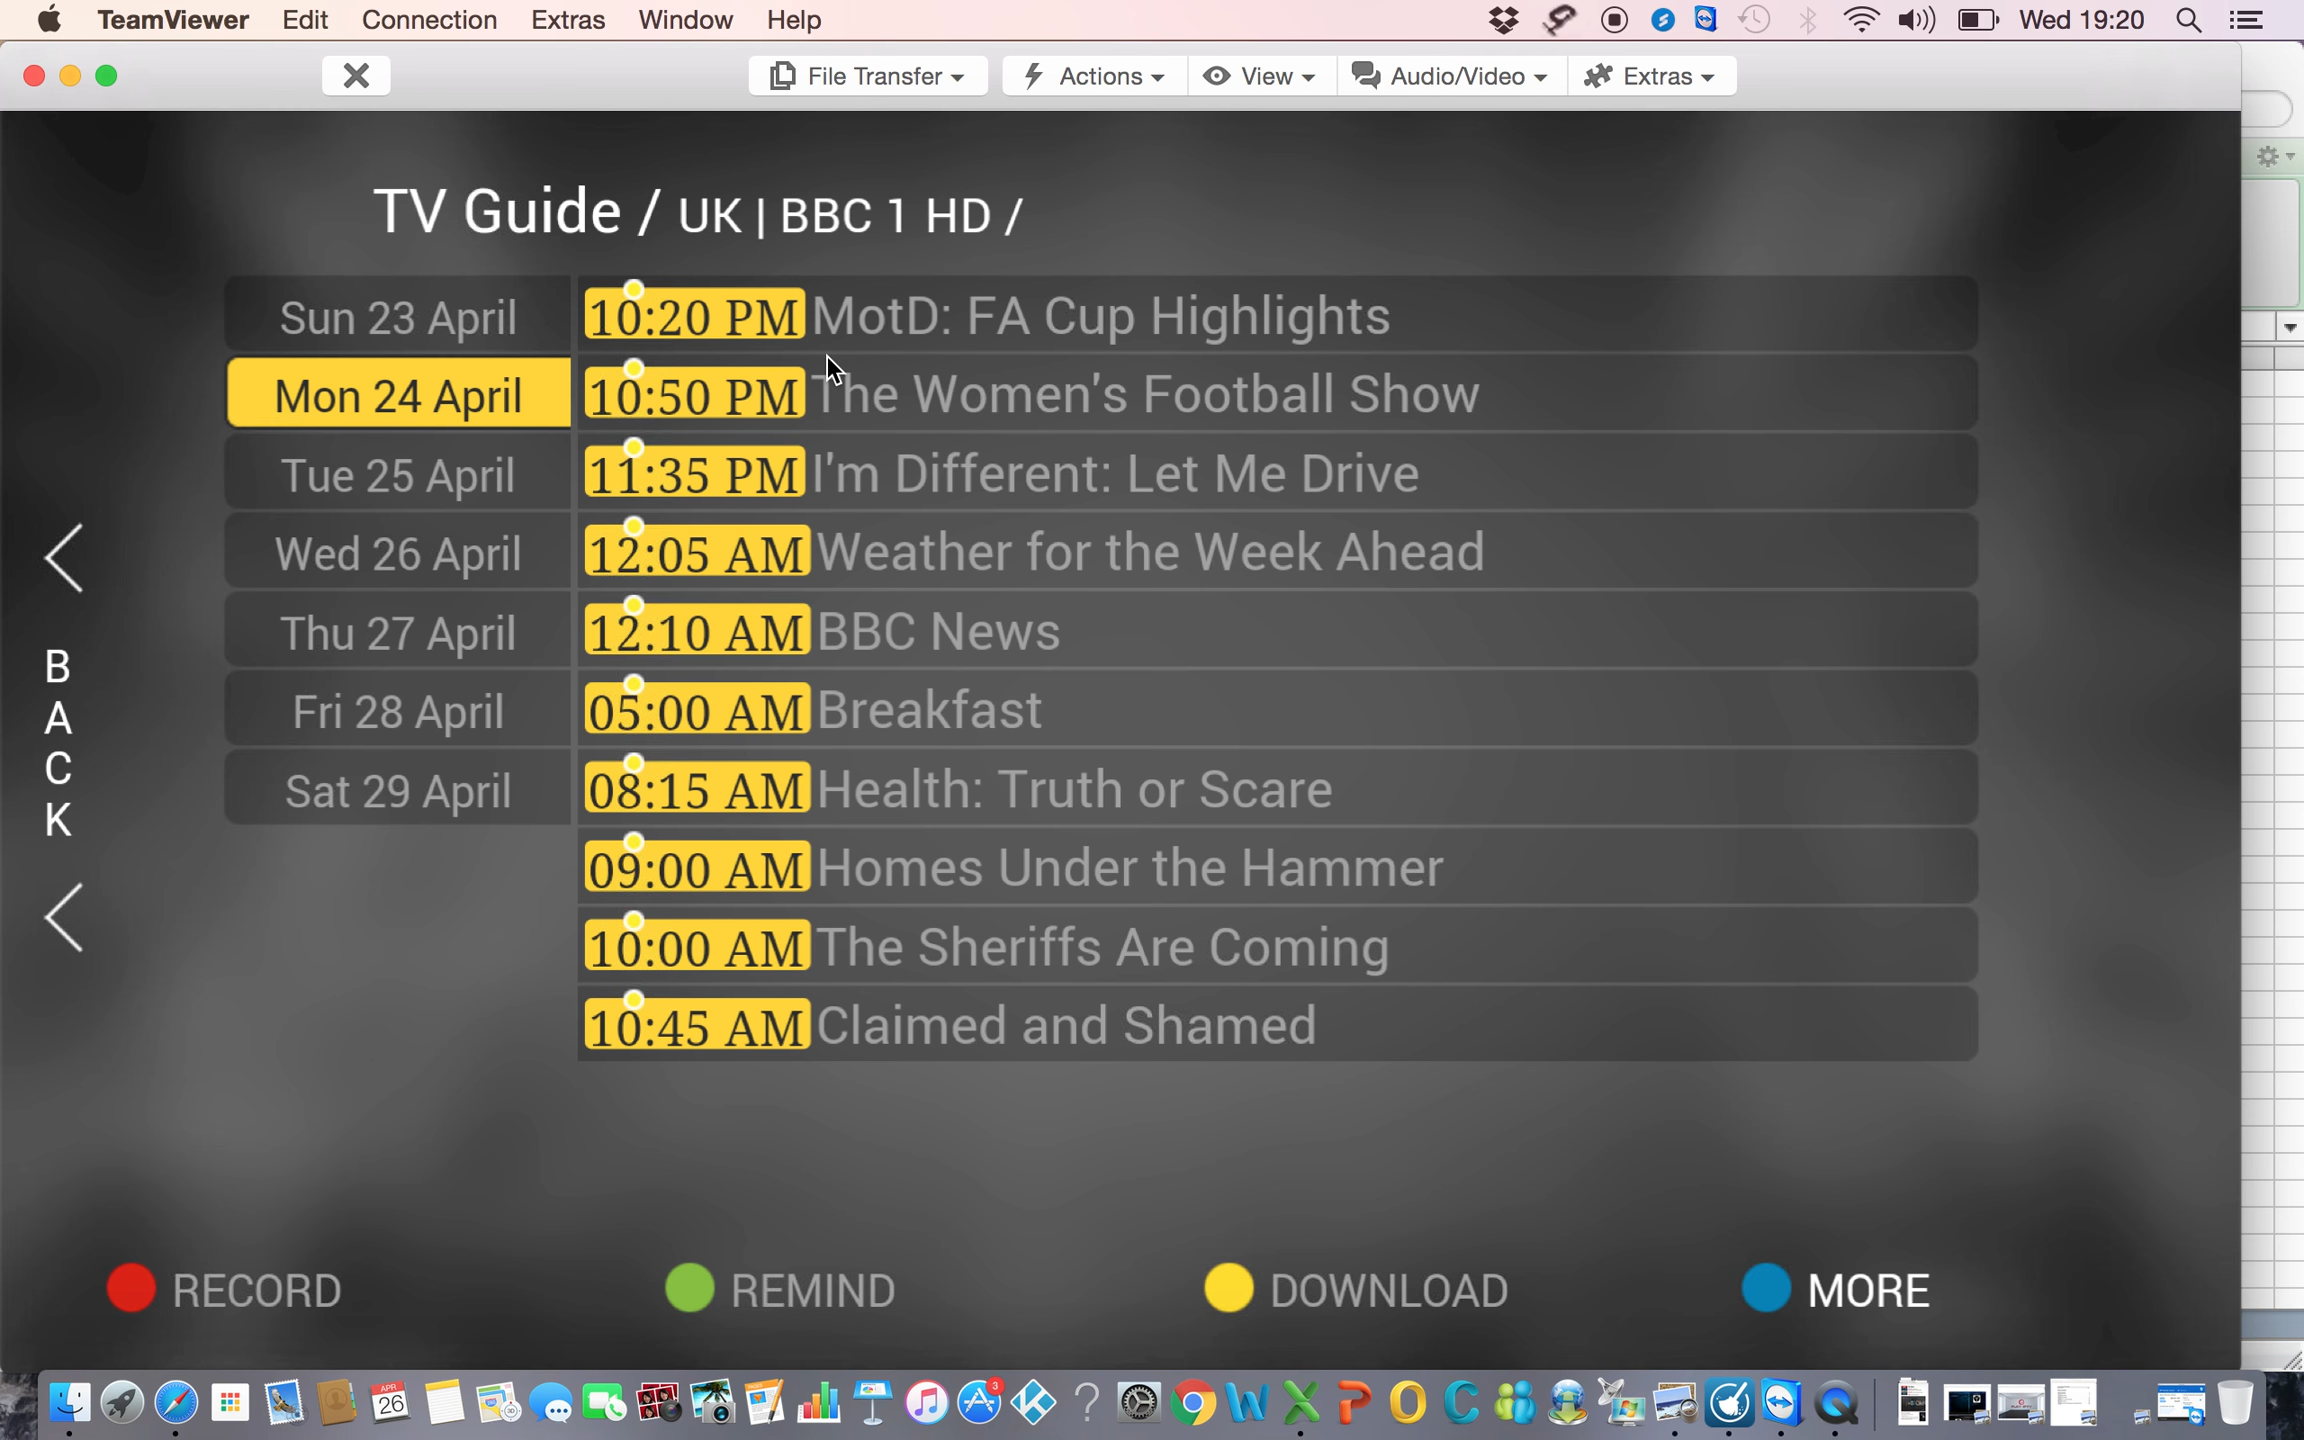 TeamViewer Edit Connection Extras Window Help Wed 19:20
File Transfer Actions View Audio/Video Extras
TV Guide / UK | BBC 1 HD /
Sun 23 April
Mon 24 April
Tue 25 April
Wed 26 April
Thu 27 April
Fri 28 April
Sat 29 April
10:20 PM MotD: FA Cup Highlights
10:50 PM The Women's Football Show
11:35 PM I'm Different: Let Me Drive
12:05 AM Weather for the Week Ahead
12:10 AM BBC News
05:00 AM Breakfast
08:15 AM Health: Truth or Scare
09:00 AM Homes Under the Hammer
10:00 AM The Sheriffs Are Coming
10:45 AM Claimed and Shamed
B
A
C
K
RECORD REMIND DOWNLOAD MORE
APR
26
3